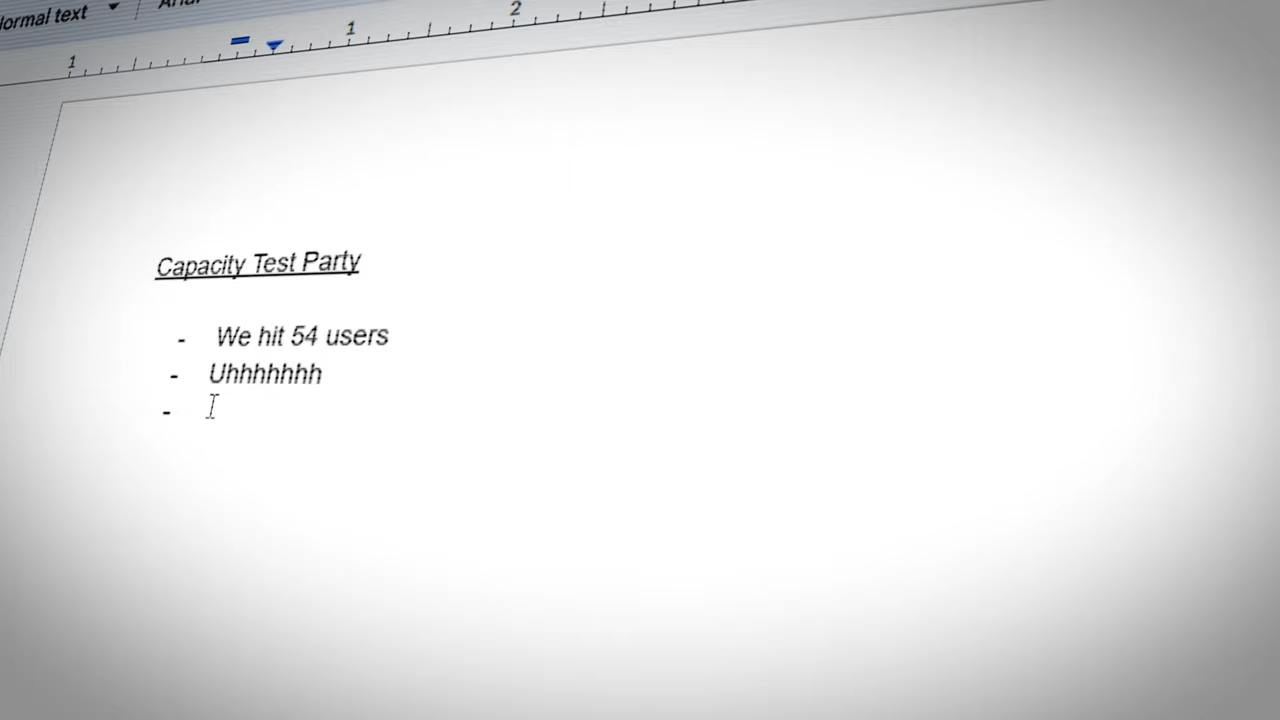 Normal text
1 1 2
Capacity Test Party
- We hit 54 users
- Uhhhhhhh
-